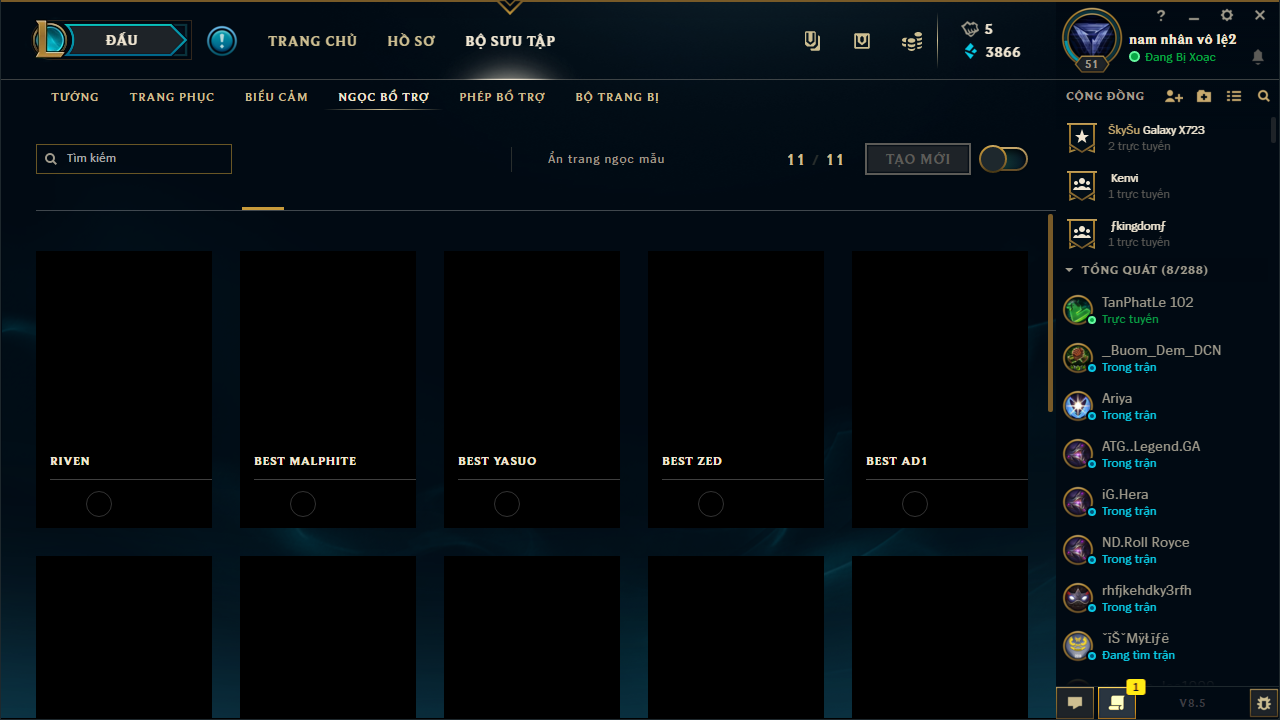 ĐẤU
TRANG CHỦ
HỒ SƠ
BỘ SƯU TẬP
5
3866
51
?
nam nhân vô lệ2
Đang Bị Xoạc
TƯỚNG
TRANG PHỤC
BIỂU CẢM
NGỌC BỔ TRỢ
PHÉP BỔ TRỢ
BỘ TRANG BỊ
CỘNG ĐỒNG
Tìm kiếm
Ẩn trang ngọc mẫu
11 / 11
TẠO MỚI
RIVEN
BEST MALPHITE
BEST YASUO
BEST ZED
BEST AD1
ŠkyŠu Galaxy X723
2 trực tuyến
Kenvi
1 trực tuyến
ƒkingdomƒ
1 trực tuyến
TỔNG QUÁT (8/288)
TanPhatLe 102
Trực tuyến
_Buom_Dem_DCN
Trong trận
Ariya
Trong trận
ATG..Legend.GA
Trong trận
iG.Hera
Trong trận
ND.Roll Royce
Trong trận
rhfjkehdky3rfh
Trong trận
ˇïŠˇMÿŁïƒë
Đang tìm trận
1
V8.5